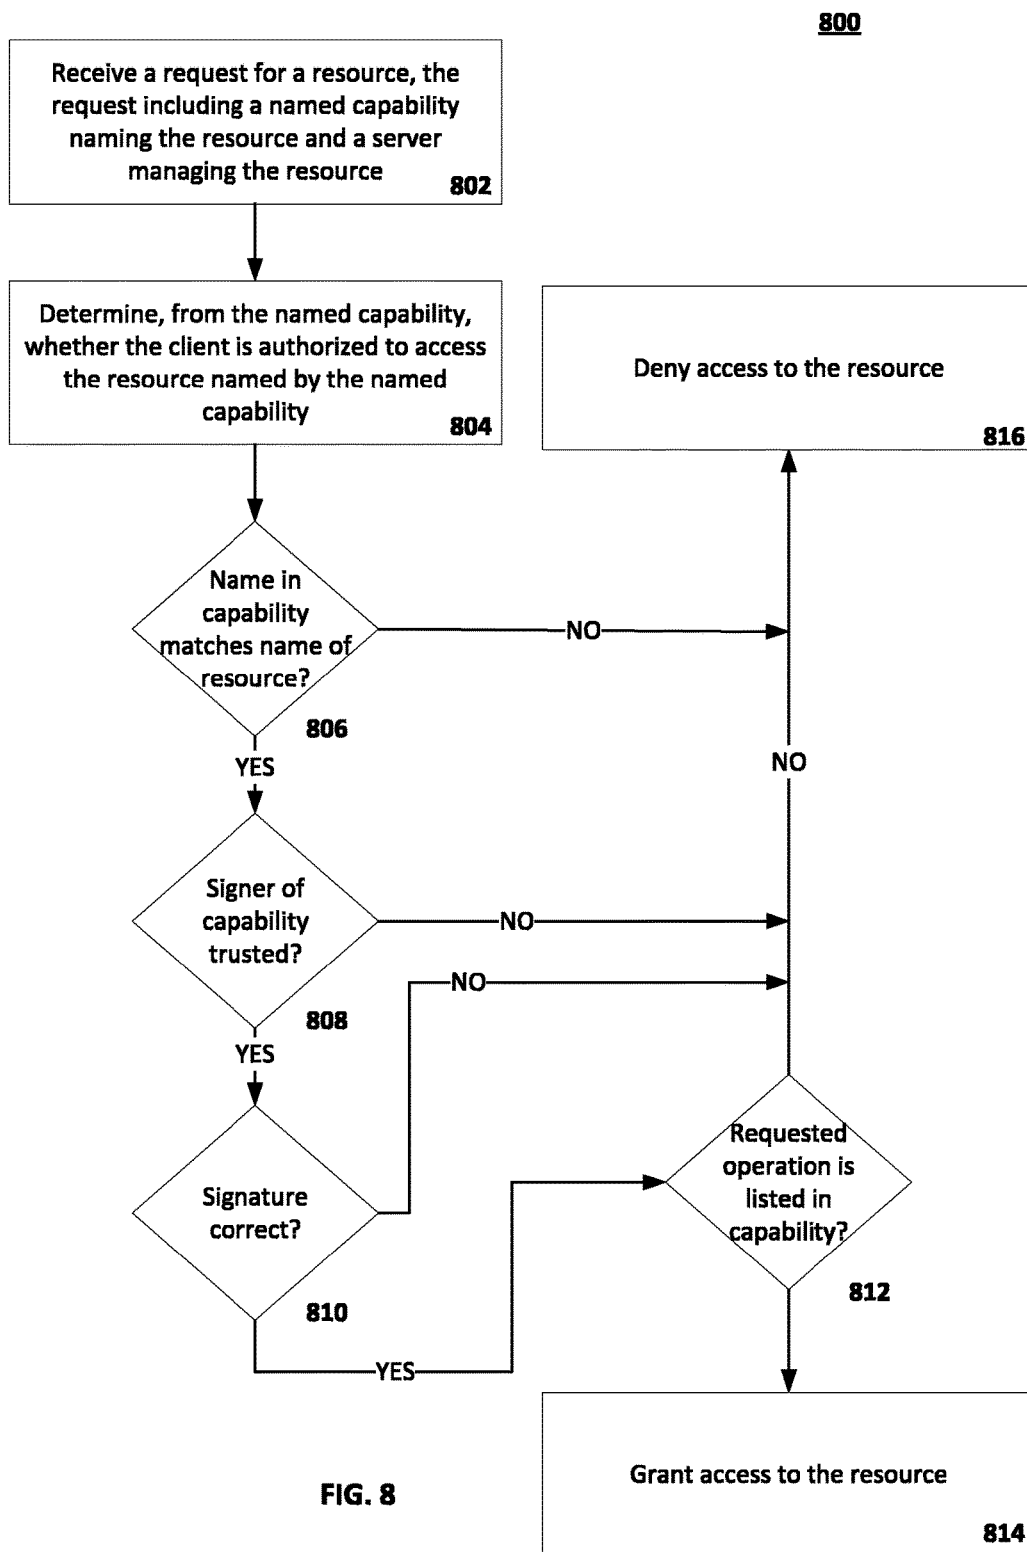 800
Receive a request for a resource, the
request including a named capability
naming the resource and a server
managing the resource
802
Determine, from the named capability,
whether the client is authorized to access
the resource named by the named
capability
804
Deny access to the resource
816
Name in
capability
matches name of
resource?
806
NO
YES
NO
Signer of
capability
trusted?
808
NO
NO
YES
Signature
correct?
810
YES
Requested
operation is
listed in
capability?
812
Grant access to the resource
814
FIG. 8